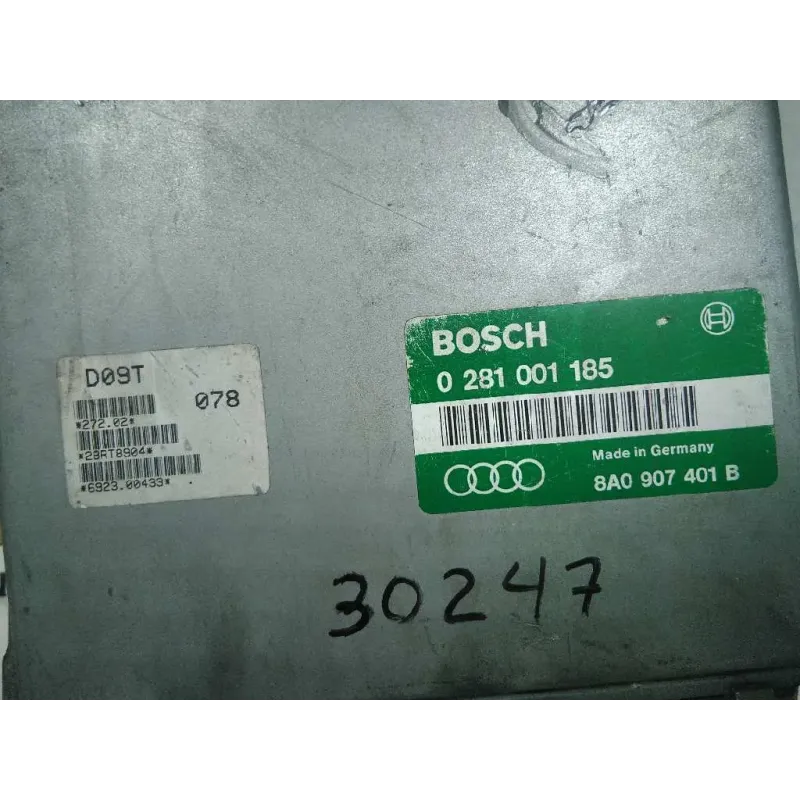 D09T
078
*272.02*
*28RT8904*
*6923.00433*
BOSCH
0 281 001 185
Made in Germany
8A0 907 401 B
30247